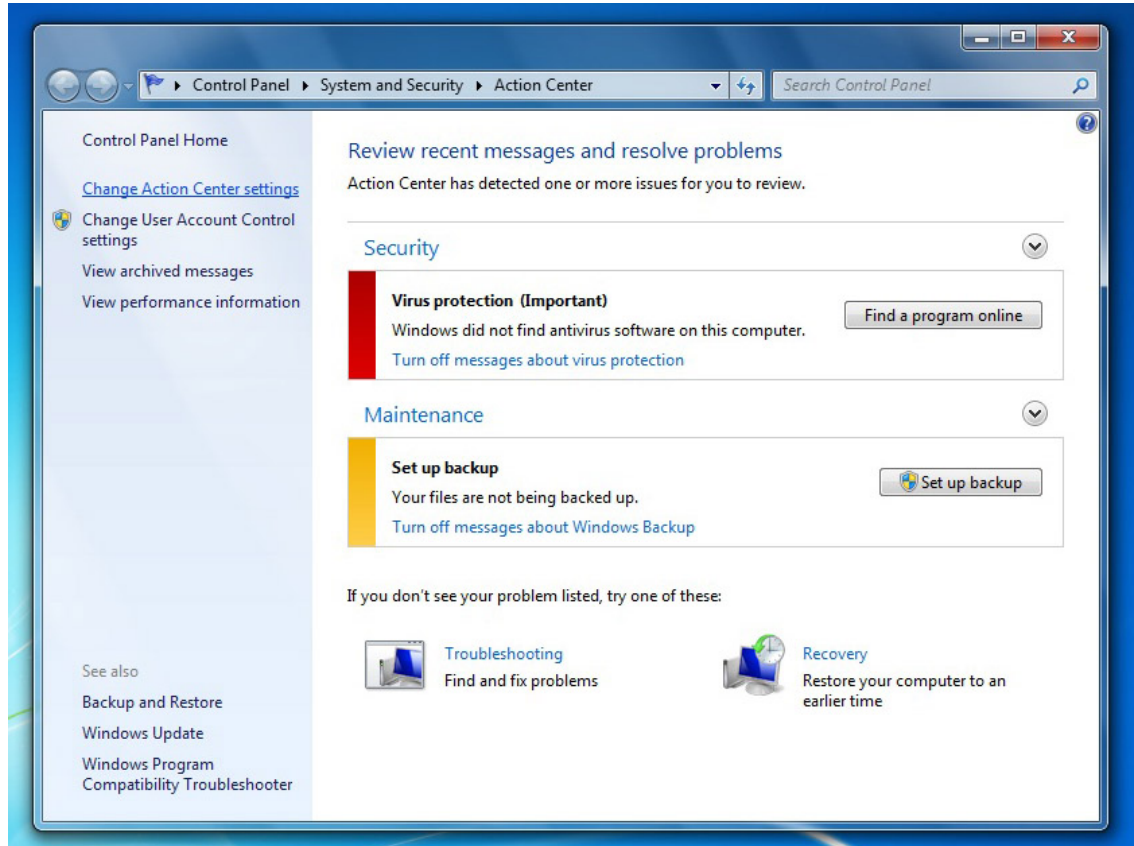 Control Panel ▸ System and Security ▸ Action Center
Search Control Panel
Control Panel Home
Change Action Center settings
Change User Account Control
settings
View archived messages
View performance information
See also
Backup and Restore
Windows Update
Windows Program
Compatibility Troubleshooter
Review recent messages and resolve problems
Action Center has detected one or more issues for you to review.
Security
Virus protection (Important)
Windows did not find antivirus software on this computer.
Turn off messages about virus protection
Find a program online
Maintenance
Set up backup
Your files are not being backed up.
Turn off messages about Windows Backup
Set up backup
If you don't see your problem listed, try one of these:
Troubleshooting
Find and fix problems
Recovery
Restore your computer to an
earlier time